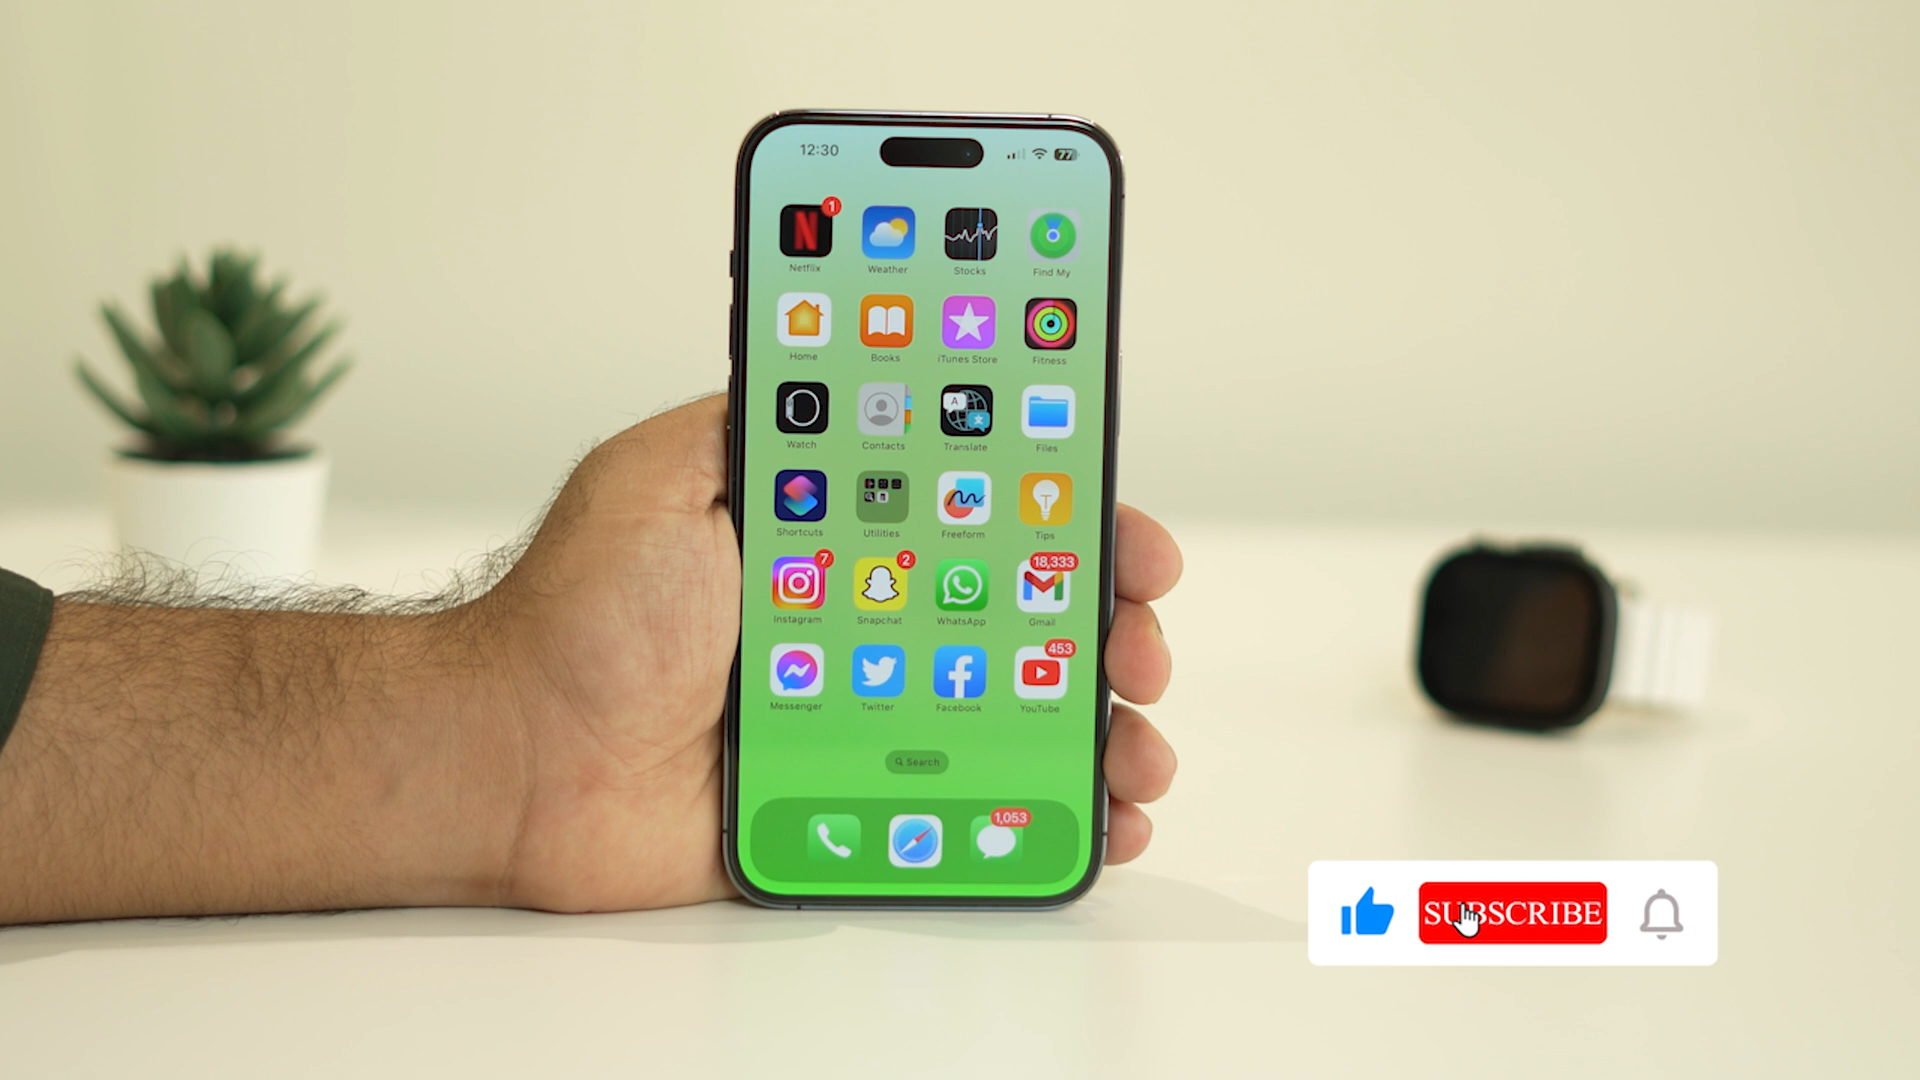 12:30
77
1
Netflix
Weather
Stocks
Find My
Home
Books
iTunes Store
Fitness
Watch
Contacts
A
Translate
Files
Shortcuts
Utilities
Freeform
Tips
7
2
18,333
Instagram
Snapchat
WhatsApp
Gmail
453
Messenger
Twitter
Facebook
YouTube
Search
1,053
SUBSCRIBE